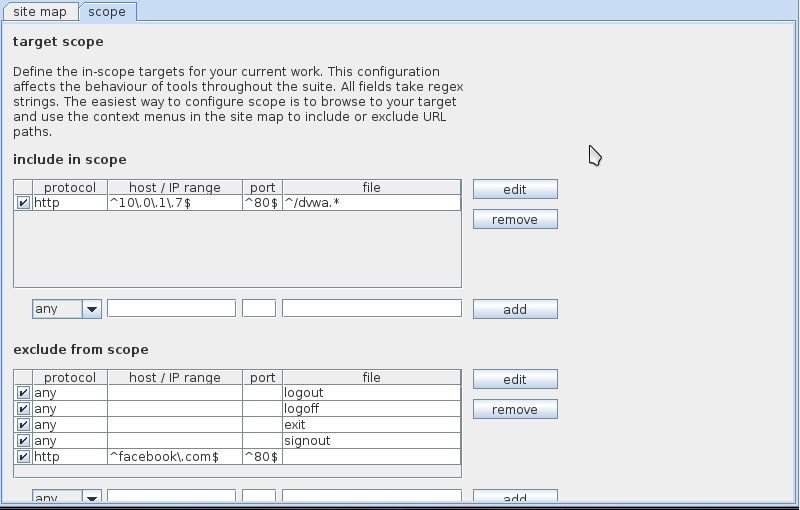 site map scope
target scope
Define the in-scope targets for your current work. This configuration
affects the behaviour of tools throughout the suite. All fields take regex
strings. The easiest way to configure scope is to browse to your target
and use the context menus in the site map to include or exclude URL
paths.
include in scope
protocol host / IP range port file
http ^10\.0\.1\.7$ ^80$ ^/dvwa.*
edit
remove
any add
exclude from scope
protocol host / IP range port file
any logout
any logoff
any exit
any signout
http ^facebook\.com$ ^80$
edit
remove
any add